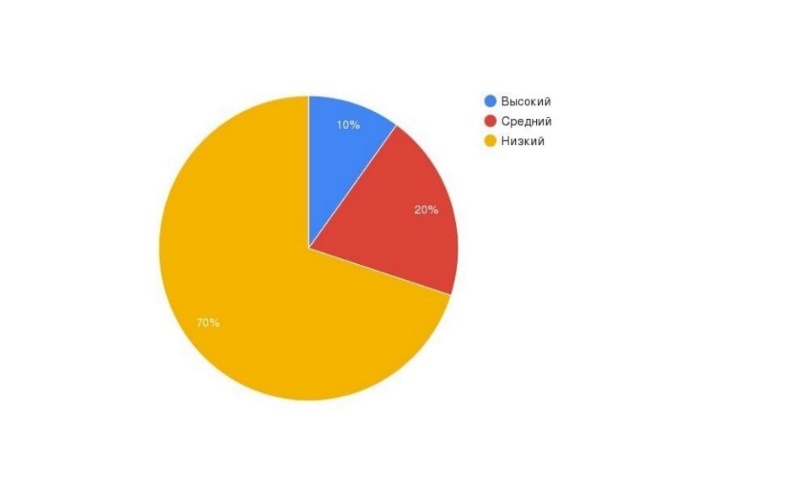 Высокий
Средний
Низкий
10%
20%
70%